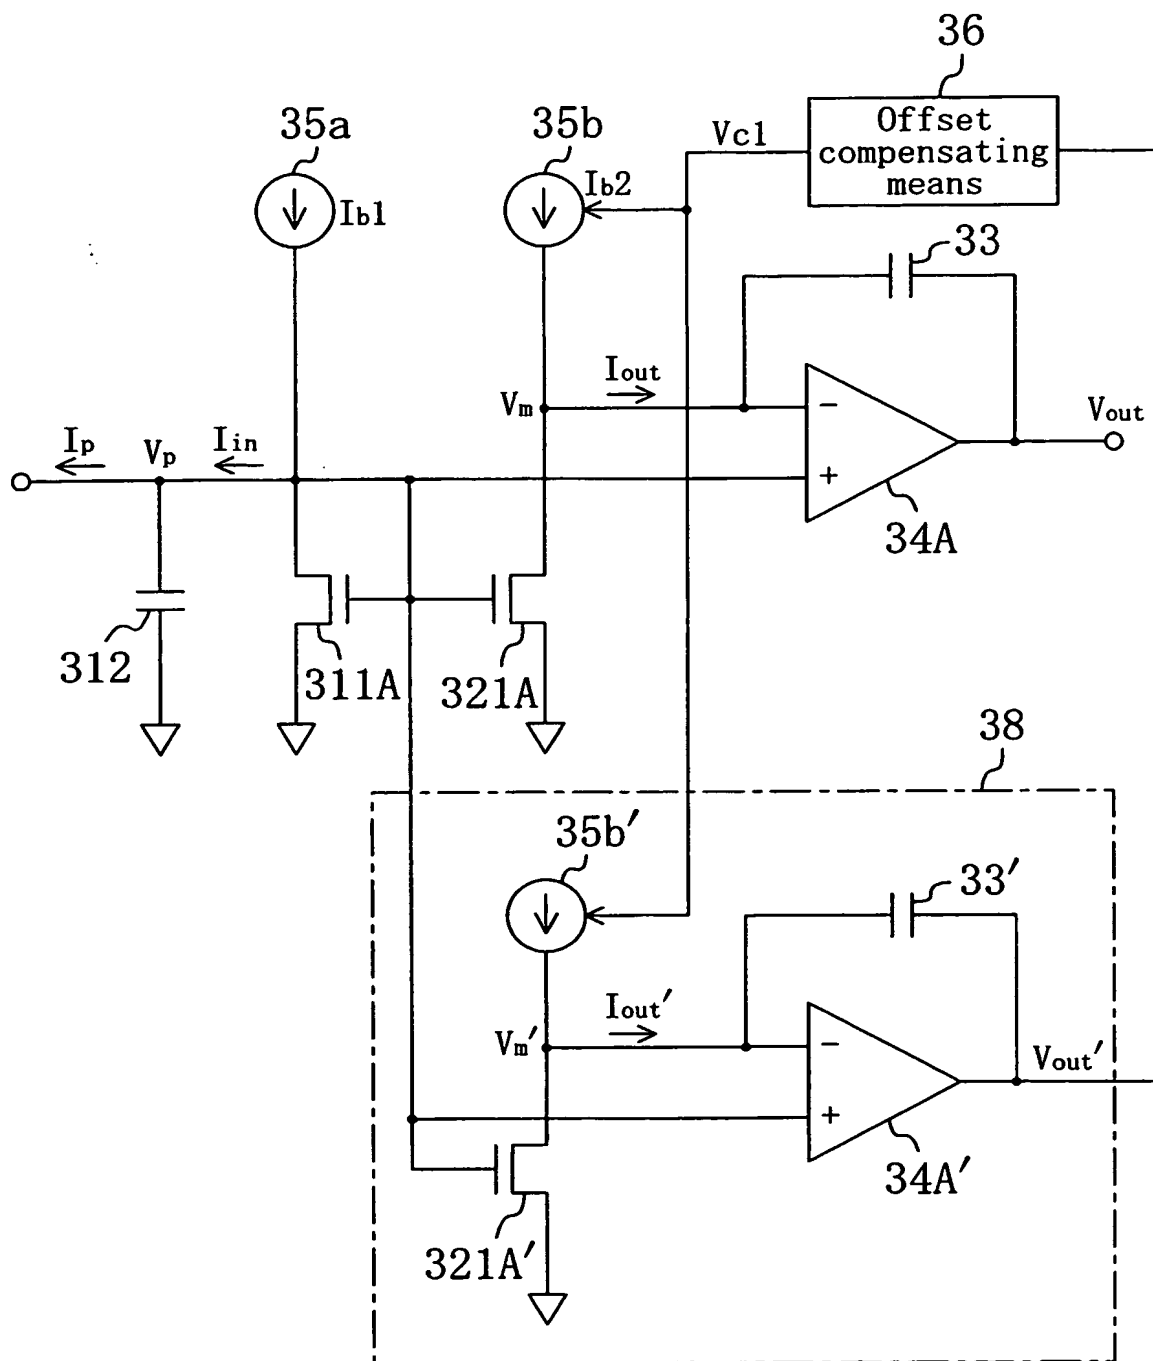 36
35a
35b
Vc1
Offset
compensating
means
Ib1
Ib2
33
Iout
Vm
−
Vout
Ip
Vp
Iin
+
34A
312
311A
321A
38
35b′
33′
Iout′
Vm′
−
Vout′
+
34A′
321A′